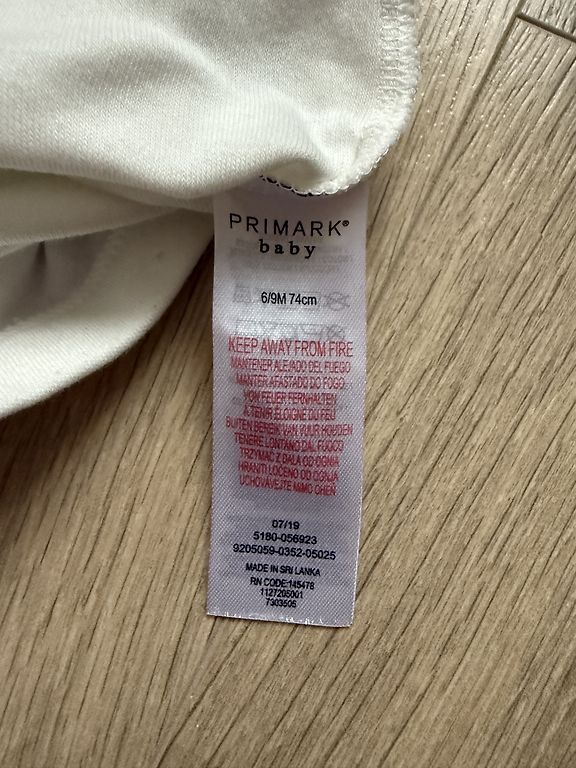 PRIMARK®
baby
6/9M 74cm
KEEP AWAY FROM FIRE
MANTENER ALEJADO DEL FUEGO
MANTER AFASTADO DO FOGO
VON FEUER FERNHALTEN
À TENIR ÉLOIGNÉ DU FEU
BUITEN BEREIK VAN VUUR HOUDEN
TENERE LONTANO DAL FUOCO
TRZYMAĆ Z DALA OD OGNIA
HRANITI LOČENO OD OGNJA
UCHOVÁVEJTE MIMO OHEŇ
07/19
5180-056923
9205059-0352-05025
MADE IN SRI LANKA
RN CODE:145478
1127205001
7303505